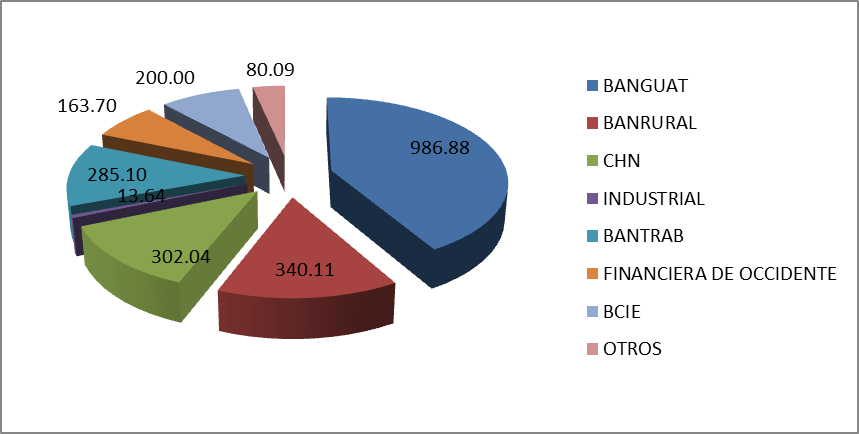 80.09
200.00
163.70
986.88
285.10
13.64
302.04
340.11
BANGUAT
BANRURAL
CHN
INDUSTRIAL
BANTRAB
FINANCIERA DE OCCIDENTE
BCIE
OTROS